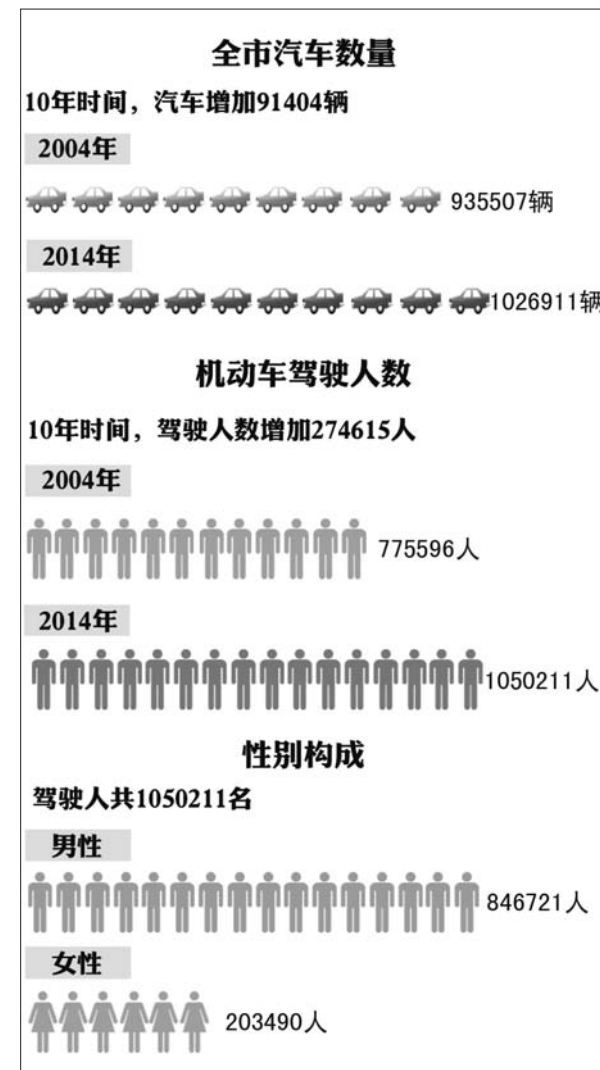 全市汽车数量
10年时间，汽车增加91404辆
2004年
935507辆
2014年
1026911辆
机动车驾驶人数
10年时间，驾驶人数增加274615人
2004年
775596人
2014年
1050211人
性别构成
驾驶人共1050211名
男性
846721人
女性
203490人